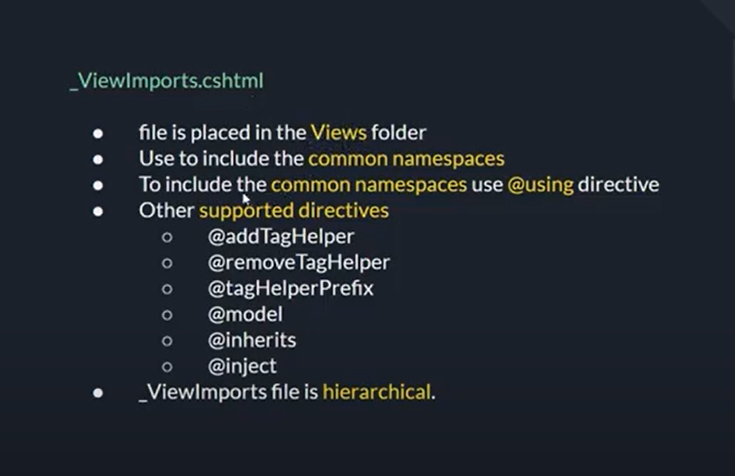 _ViewImports.cshtml
● file is placed in the Views folder
● Use to include the common namespaces
● To include the common namespaces use @using directive
● Other supported directives
○ @addTagHelper
○ @removeTagHelper
○ @tagHelperPrefix
○ @model
○ @inherits
○ @inject
● _ViewImports file is hierarchical.